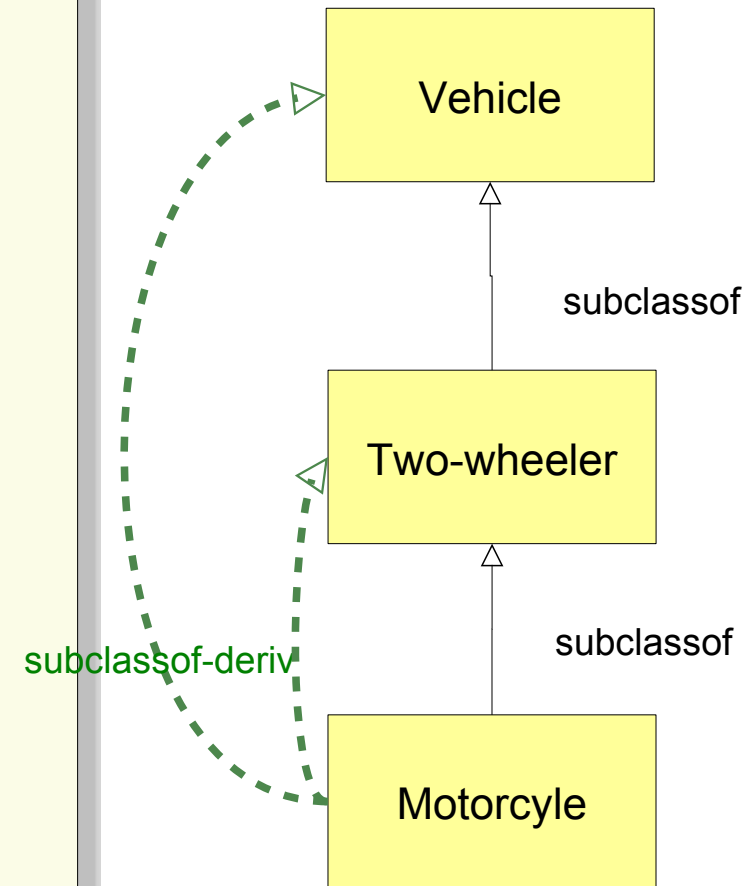 Vehicle
subclassof
Two-wheeler
subclassof
subclassof-deriv
Motorcyle